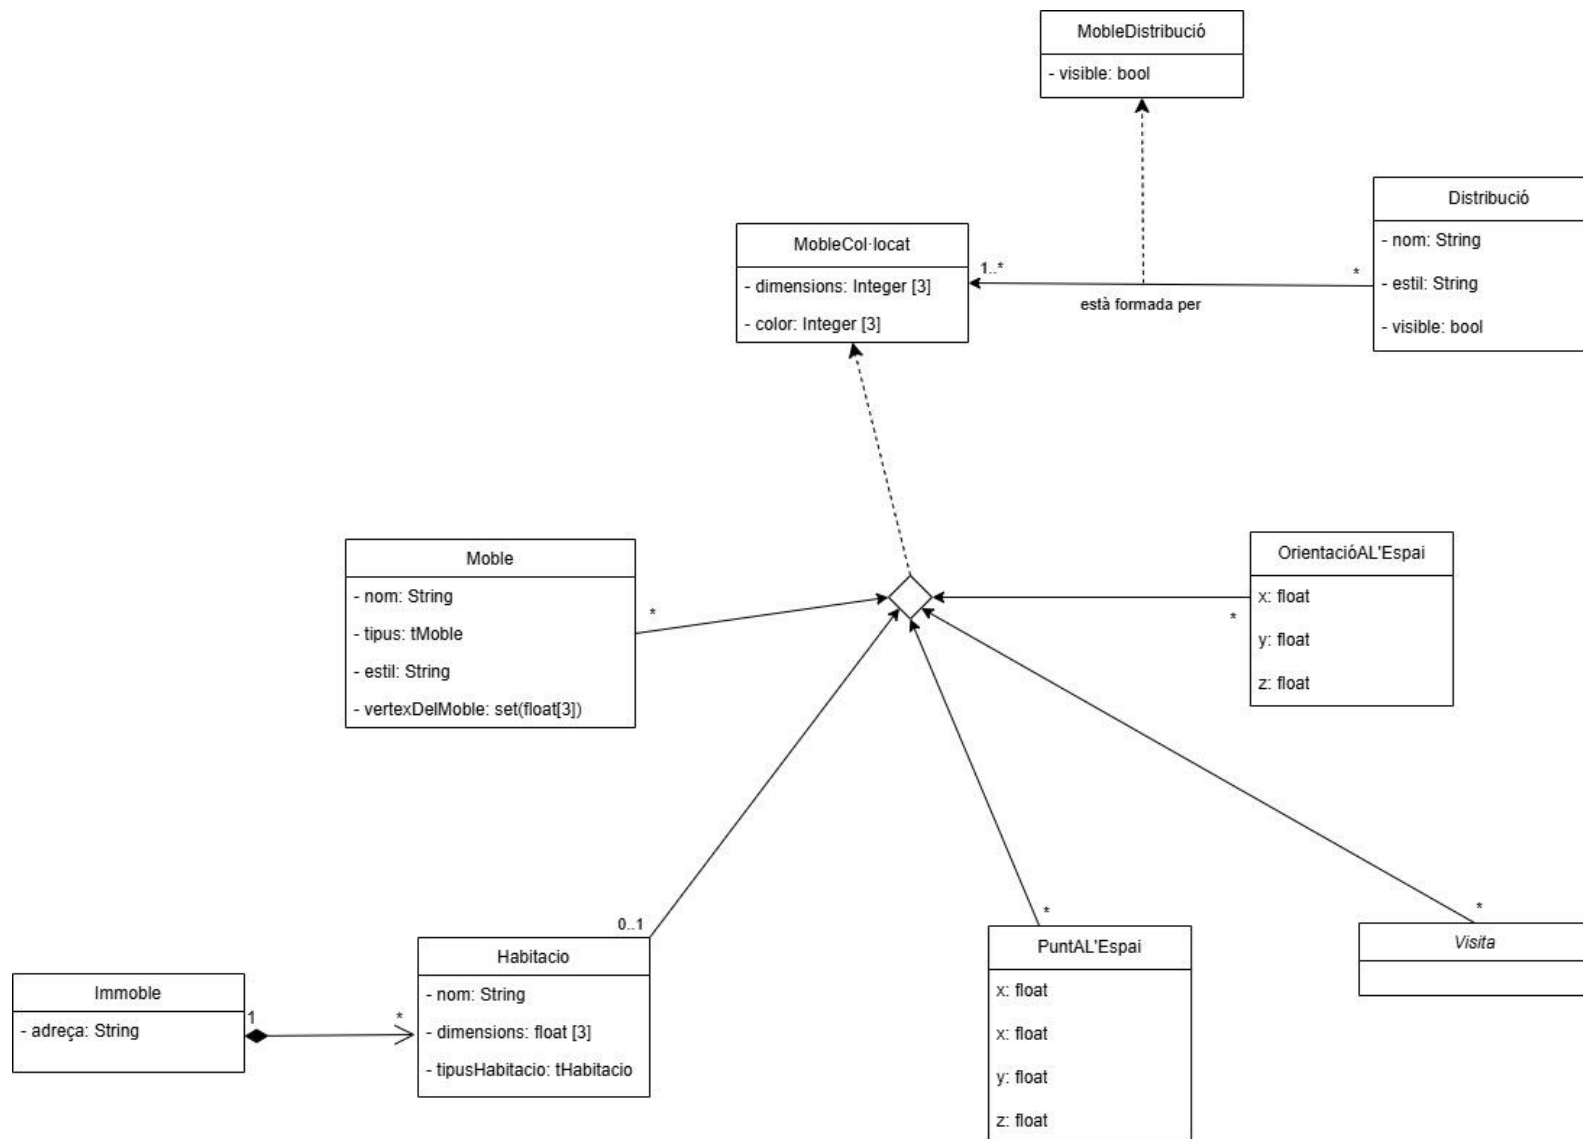 MobleDistribució
- visible: bool
Distribució
- nom: String
- estil: String
- visible: bool
MobleCol·locat
- dimensions: Integer [3]
- color: Integer [3]
1..*
*
està formada per
Moble
- nom: String
- tipus: tMoble
- estil: String
- vertexDelMoble: set(float[3])
*
OrientacióAL'Espai
x: float
y: float
z: float
*
0..1
*
*
Habitacio
- nom: String
- dimensions: float [3]
- tipusHabitacio: tHabitacio
PuntAL'Espai
x: float
x: float
y: float
z: float
Visita
Immoble
- adreça: String
1
*